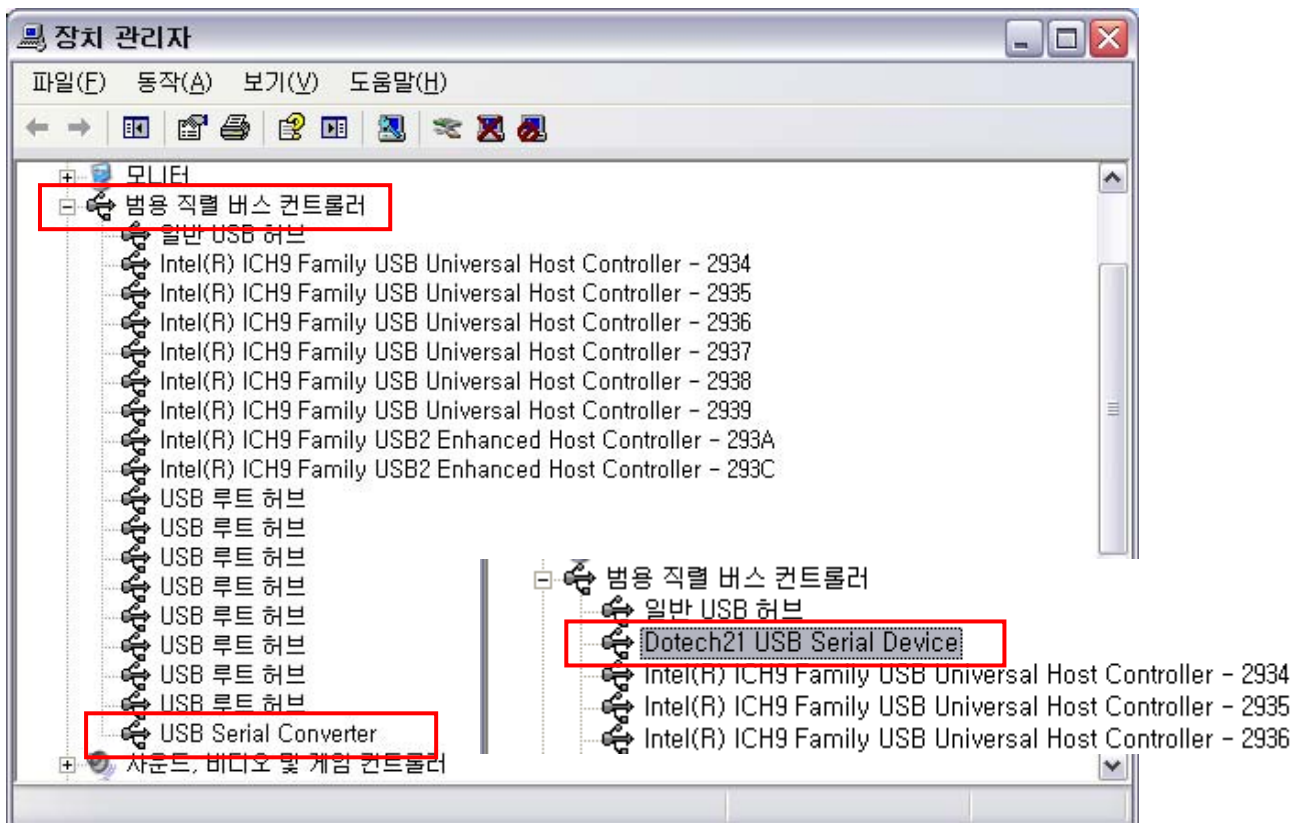 장치 관리자
파일(F) 동작(A) 보기(V) 도움말(H)
모니터
범용 직렬 버스 컨트롤러
일반 USB 허브
Intel(R) ICH9 Family USB Universal Host Controller - 2934
Intel(R) ICH9 Family USB Universal Host Controller - 2935
Intel(R) ICH9 Family USB Universal Host Controller - 2936
Intel(R) ICH9 Family USB Universal Host Controller - 2937
Intel(R) ICH9 Family USB Universal Host Controller - 2938
Intel(R) ICH9 Family USB Universal Host Controller - 2939
Intel(R) ICH9 Family USB2 Enhanced Host Controller - 293A
Intel(R) ICH9 Family USB2 Enhanced Host Controller - 293C
USB 루트 허브
USB 루트 허브
USB 루트 허브
USB 루트 허브
USB 루트 허브
USB 루트 허브
USB 루트 허브
USB 루트 허브
USB Serial Converter
사운드, 비디오 및 게임 컨트롤러
범용 직렬 버스 컨트롤러
일반 USB 허브
Dotech21 USB Serial Device
Intel(R) ICH9 Family USB Universal Host Controller - 2934
Intel(R) ICH9 Family USB Universal Host Controller - 2935
Intel(R) ICH9 Family USB Universal Host Controller - 2936